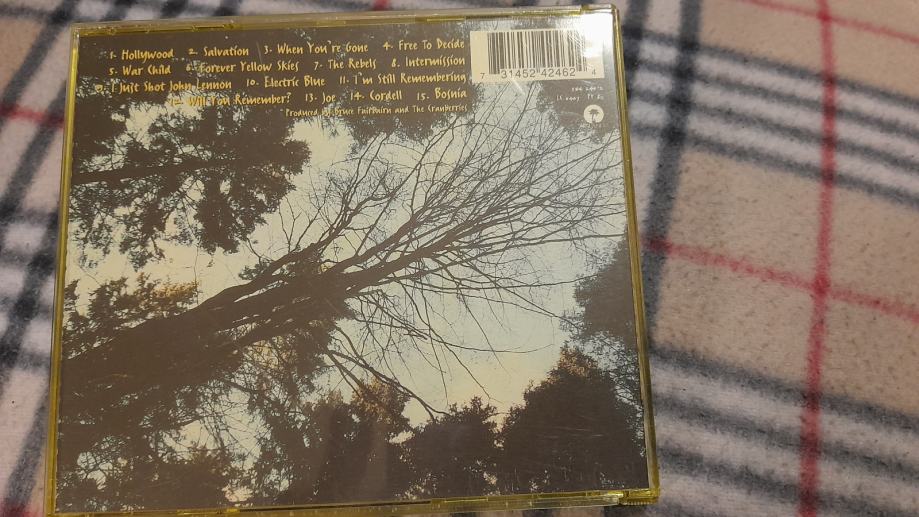 1. Hollywood 2. Salvation 3. When You're Gone 4. Free To Decide
5. War Child 6. Forever Yellow Skies 7. The Rebels 8. Intermission
9. I Just Shot John Lennon 10. Electric Blue 11. I'm Still Remembering
12. Will You Remember? 13. Joe 14. Cordell 15. Bosnia
Produced by Bruce Fairbairn and The Cranberries
7 31452 42462 4